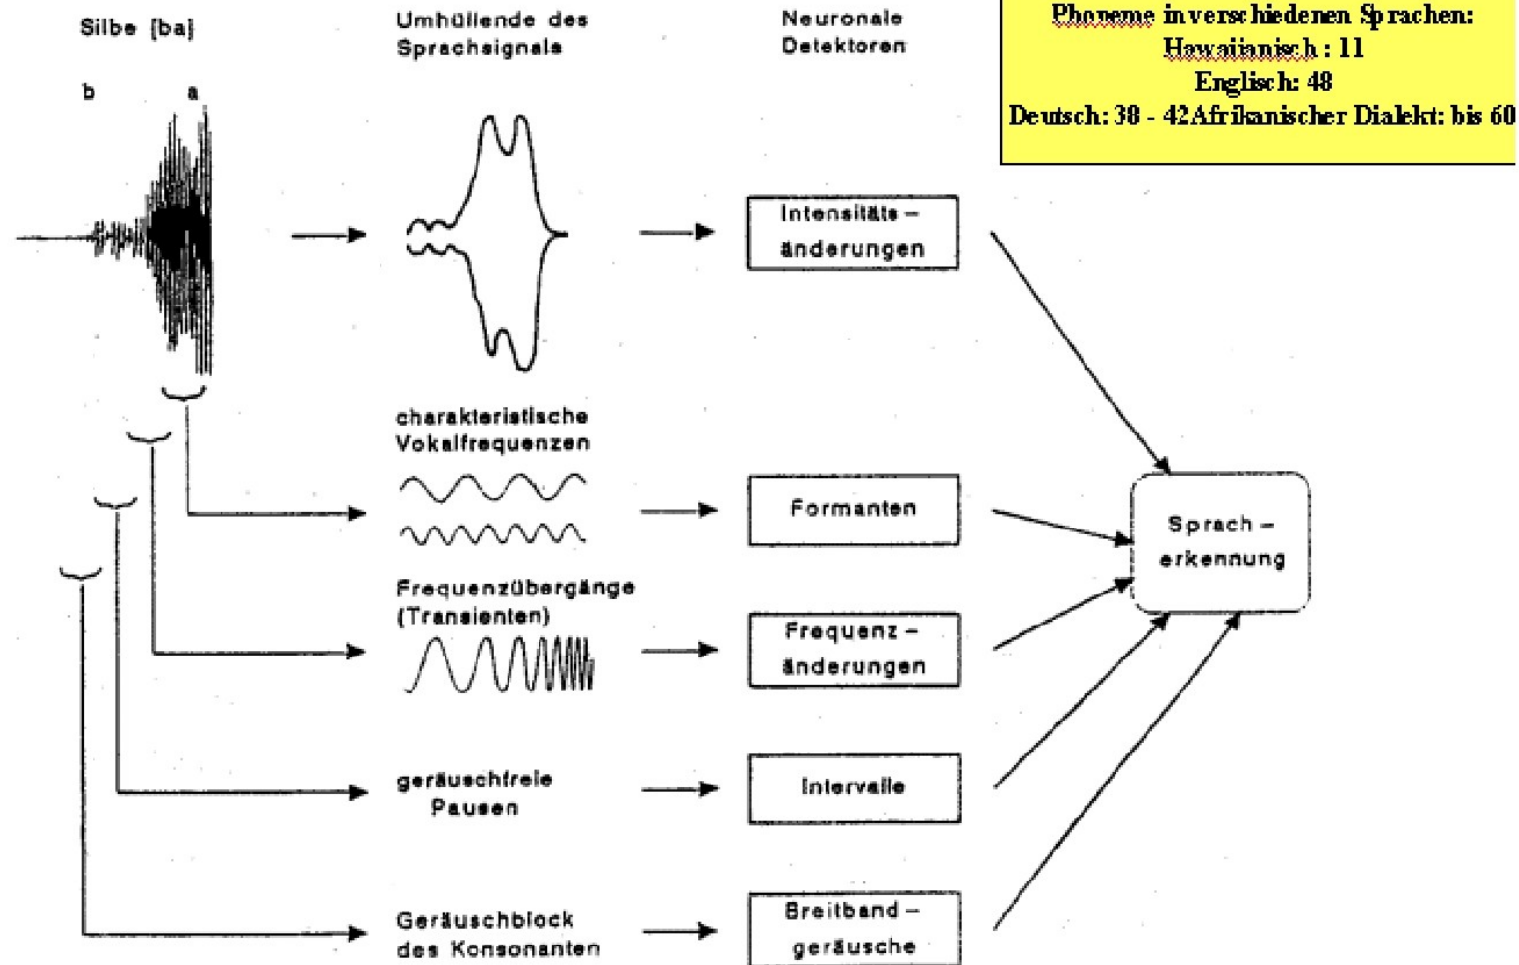 Silbe [ba]
b a
Umhüllende des
Sprachsignals
Neuronale
Detektoren
Phoneme in verschiedenen Sprachen:
Hawaiianisch : 11
Englisch: 48
Deutsch: 38 - 42Afrikanischer Dialekt: bis 60
Intensitäts –
änderungen
charakteristische
Vokalfrequenzen
Formanten
Sprach –
erkennung
Frequenzübergänge
(Transienten)
Frequenz –
änderungen
geräuschfreie
Pausen
Intervalle
Geräuschblock
des Konsonanten
Breitband –
geräusche